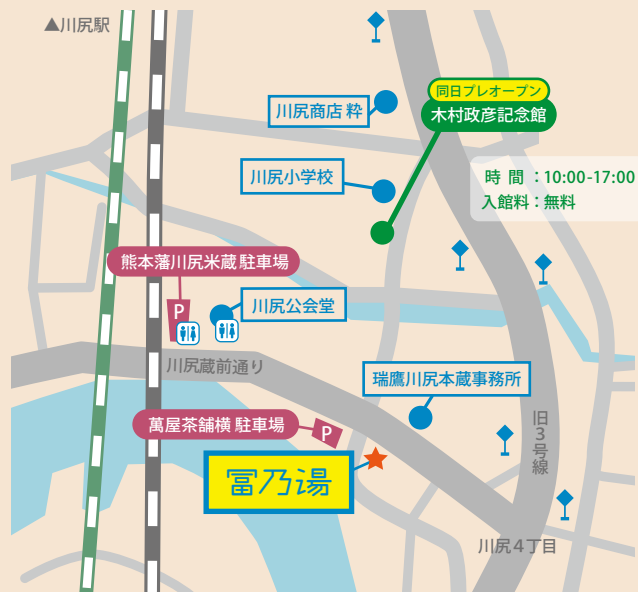 ▲川尻駅
同日プレオープン
木村政彦記念館
川尻商店 粋
川尻小学校
時 間：10:00-17:00
入館料：無料
熊本藩川尻米蔵 駐車場
P
川尻公会堂
川尻蔵前通り
瑞鷹川尻本蔵事務所
萬屋茶舗横 駐車場
P
旧3号線
冨乃湯
川尻4丁目